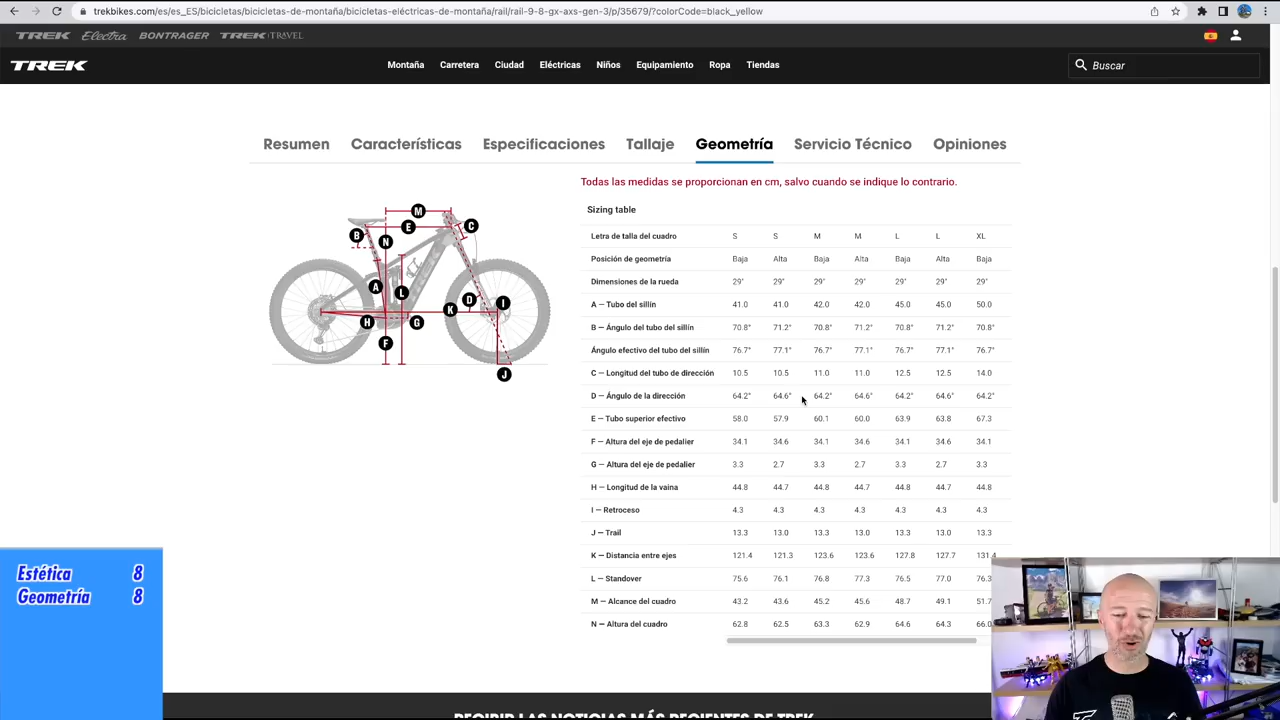 trekbikes.com/es/es_ES/bicicletas/bicicletas-de-montaña/bicicletas-eléctricas-de-montaña/rail/rail-9-8-gx-axs-gen-3/p/35679/?colorCode=black_yellow
TREK Electra BONTRAGER TREK TRAVEL
TREK Montaña Carretera Ciudad Eléctricas Niños Equipamiento Ropa Tiendas Buscar
Resumen Características Especificaciones Tallaje Geometría Servicio Técnico Opiniones
Todas las medidas se proporcionan en cm, salvo cuando se indique lo contrario.
Sizing table
Letra de talla del cuadro S S M M L L XL
Posición de geometría Baja Alta Baja Alta Baja Alta Baja
Dimensiones de la rueda 29" 29" 29" 29" 29" 29" 29"
A — Tubo del sillín 41.0 41.0 42.0 42.0 45.0 45.0 50.0
B — Ángulo del tubo del sillín 70.8° 71.2° 70.8° 71.2° 70.8° 71.2° 70.8°
Ángulo efectivo del tubo del sillín 76.7° 77.1° 76.7° 77.1° 76.7° 77.1° 76.7°
C — Longitud del tubo de dirección 10.5 10.5 11.0 11.0 12.5 12.5 14.0
D — Ángulo de la dirección 64.2° 64.6° 64.2° 64.6° 64.2° 64.6° 64.2°
E — Tubo superior efectivo 58.0 57.9 60.1 60.0 63.9 63.8 67.3
F — Altura del eje de pedalier 34.1 34.6 34.1 34.6 34.1 34.6 34.1
G — Altura del eje de pedalier 3.3 2.7 3.3 2.7 3.3 2.7 3.3
H — Longitud de la vaina 44.8 44.7 44.8 44.7 44.8 44.7 44.8
I — Retroceso 4.3 4.3 4.3 4.3 4.3 4.3 4.3
J — Trail 13.3 13.0 13.3 13.0 13.3 13.0 13.3
K — Distancia entre ejes 121.4 121.3 123.6 123.6 127.8 127.7 131.4
L — Standover 75.6 76.1 76.8 77.3 76.5 77.0 76.3
M — Alcance del cuadro 43.2 43.6 45.2 45.6 48.7 49.1 51.7
N — Altura del cuadro 62.8 62.5 63.3 62.9 64.6 64.3 66.0
M
E
C
B
N
A
L
D
I
K
H
G
F
J
Estética 8
Geometría 8
RECIBIR LAS NOTICIAS MÁS RECIENTES DE TREK